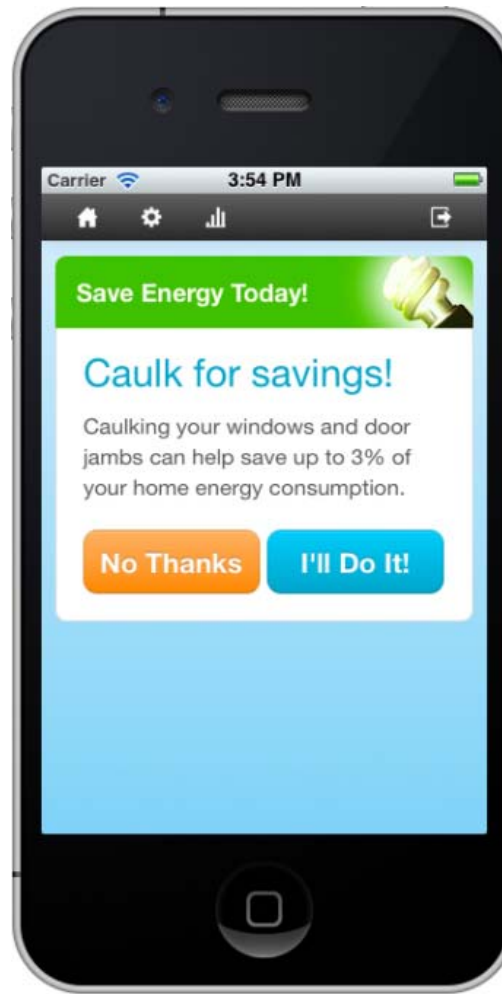 Carrier 3:54 PM
Save Energy Today!
Caulk for savings!
Caulking your windows and door
jambs can help save up to 3% of
your home energy consumption.
No Thanks I'll Do It!